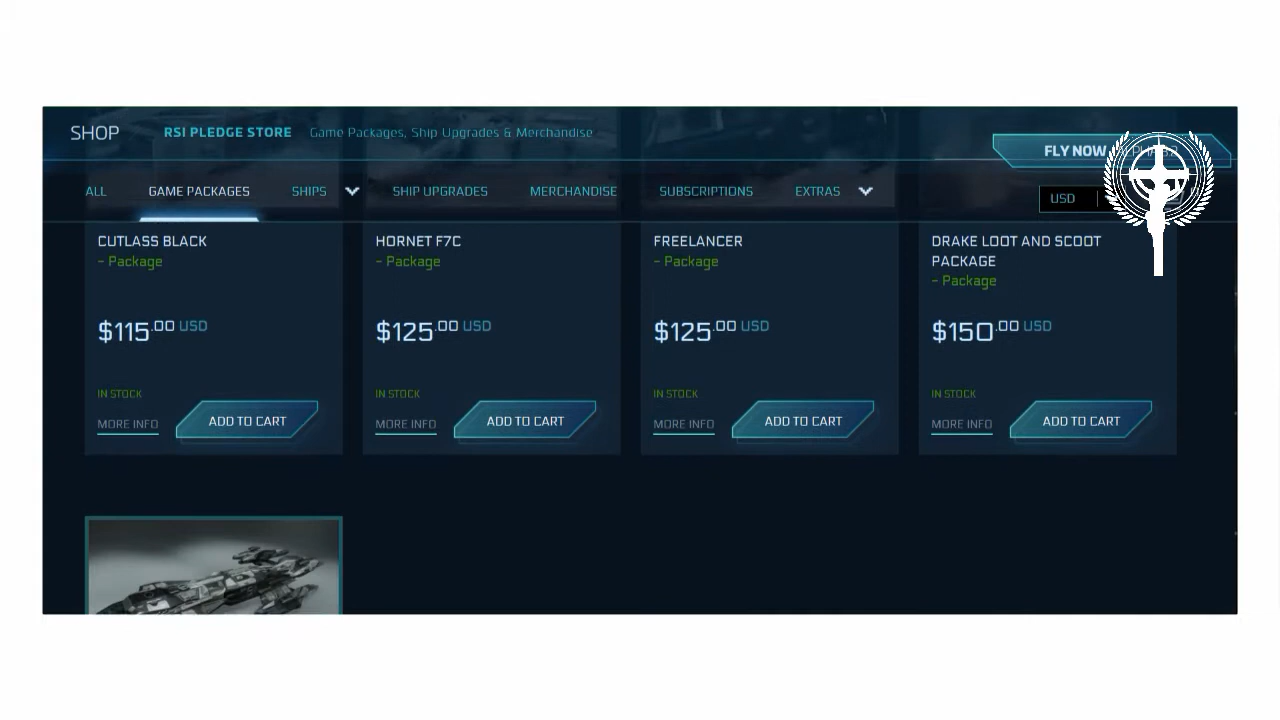 SHOP RSI PLEDGE STORE Game Packages, Ship Upgrades & Merchandise
FLY NOW
ALL GAME PACKAGES SHIPS SHIP UPGRADES MERCHANDISE SUBSCRIPTIONS EXTRAS
USD
CUTLASS BLACK
- Package
$115.00 USD
IN STOCK
MORE INFO ADD TO CART
HORNET F7C
- Package
$125.00 USD
IN STOCK
MORE INFO ADD TO CART
FREELANCER
- Package
$125.00 USD
IN STOCK
MORE INFO ADD TO CART
DRAKE LOOT AND SCOOT
PACKAGE
- Package
$150.00 USD
IN STOCK
MORE INFO ADD TO CART